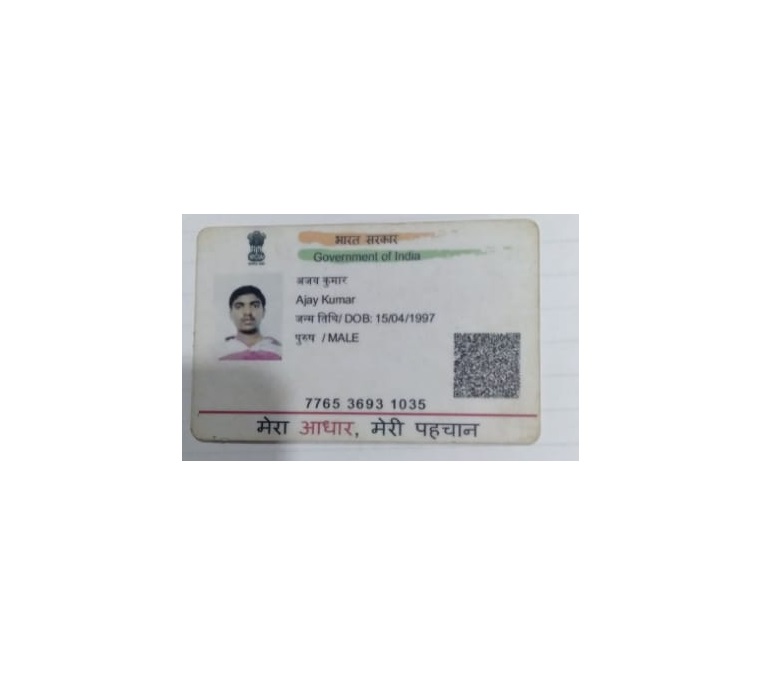 भारत सरकार
Government of India
अजय कुमार
Ajay Kumar
जन्म तिथि/ DOB: 15/04/1997
पुरुष / MALE
7765 3693 1035
मेरा आधार, मेरी पहचान